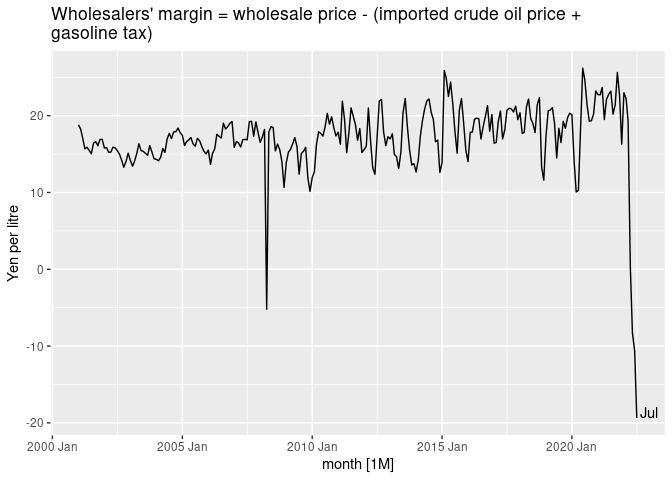 Wholesalers' margin = wholesale price - (imported crude oil price +
gasoline tax)
Yen per litre
20
10
0
-10
-20
Jul
2000 Jan
2005 Jan
2010 Jan
2015 Jan
2020 Jan
month [1M]